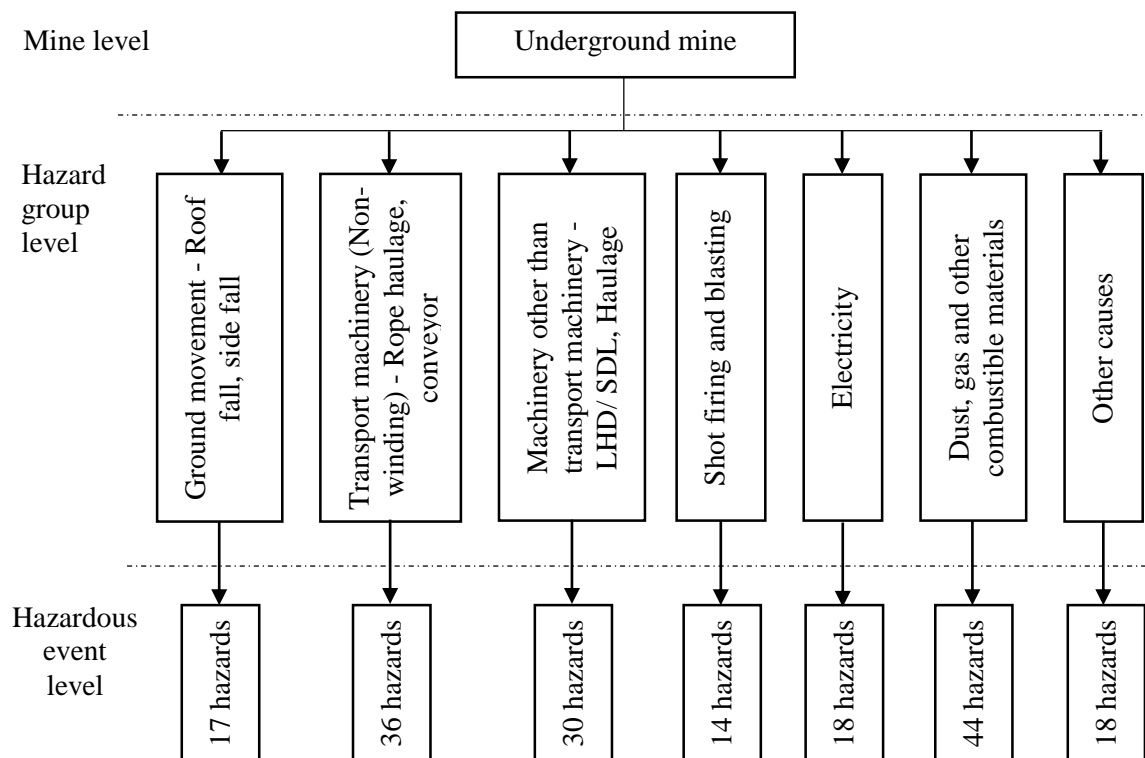 Mine level
Underground mine
Hazard
group
level
Ground movement - Roof
fall, side fall
Transport machinery (Non-
winding) - Rope haulage,
conveyor
Machinery other than
transport machinery -
LHD/ SDL, Haulage
Shot firing and blasting
Electricity
Dust, gas and other
combustible materials
Other causes
Hazardous
event
level
17 hazards
36 hazards
30 hazards
14 hazards
18 hazards
44 hazards
18 hazards